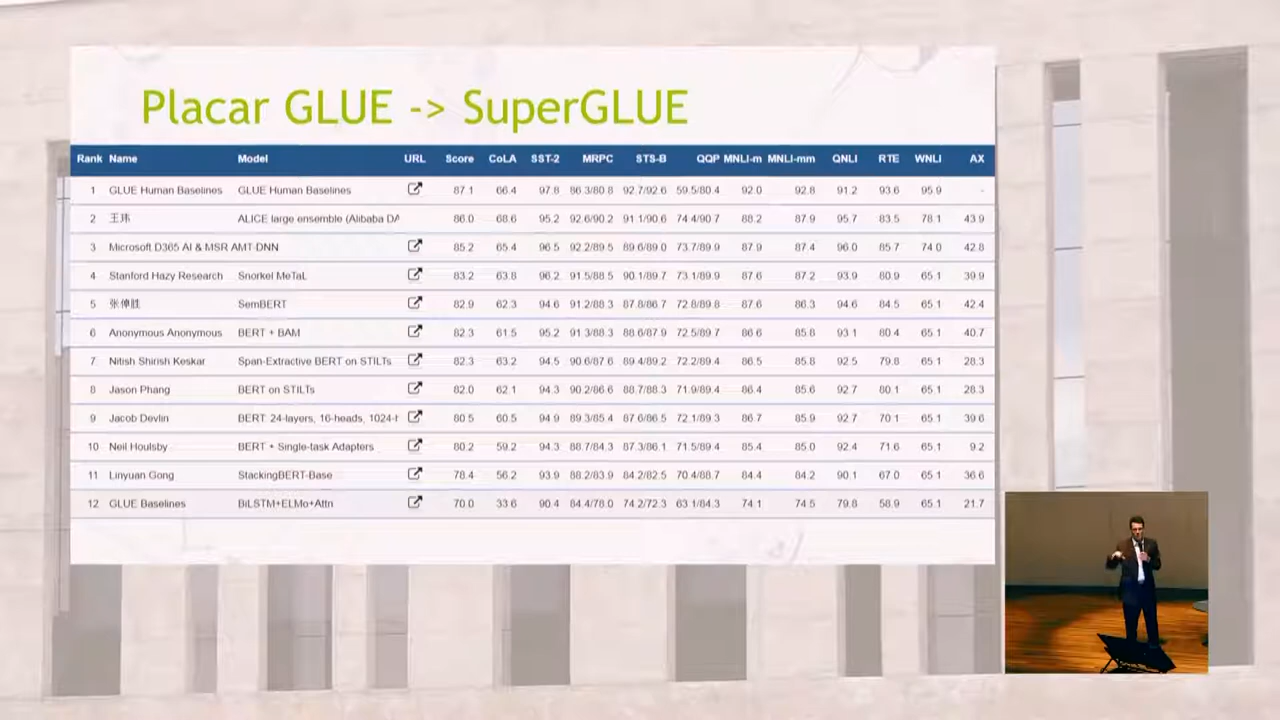 Placar GLUE -> SuperGLUE
Rank Name Model URL Score CoLA SST-2 MRPC STS-B QQP MNLI-m MNLI-mm QNLI RTE WNLI AX
1 GLUE Human Baselines GLUE Human Baselines 87.1 66.4 97.8 86.3/80.8 92.7/92.6 59.5/80.4 92.0 92.8 91.2 93.6 95.9 -
2 王玮 ALICE large ensemble (Alibaba DA 86.0 68.6 95.2 92.6/90.2 91.1/90.6 74.4/90.7 88.2 87.9 95.7 83.5 78.1 43.9
3 Microsoft D365 AI & MSR AMT-DNN 85.2 65.4 96.5 92.2/89.5 89.6/89.0 73.7/89.9 87.9 87.4 96.0 85.7 74.0 42.8
4 Stanford Hazy Research Snorkel MeTaL 83.2 63.8 96.2 91.5/88.5 90.1/89.7 73.1/89.9 87.6 87.2 93.9 80.9 65.1 39.9
5 张倬胜 SemBERT 82.9 62.3 94.6 91.2/88.3 87.8/86.7 72.8/89.8 87.6 86.3 94.6 84.5 65.1 42.4
6 Anonymous Anonymous BERT + BAM 82.3 61.5 95.2 91.3/88.3 88.6/87.9 72.5/89.7 86.6 85.8 93.1 80.4 65.1 40.7
7 Nitish Shirish Keskar Span-Extractive BERT on STILTs 82.3 63.2 94.5 90.6/87.6 89.4/89.2 72.2/89.4 86.5 85.8 92.5 79.8 65.1 28.3
8 Jason Phang BERT on STILTs 82.0 62.1 94.3 90.2/86.6 88.7/88.3 71.9/89.4 86.4 85.6 92.7 80.1 65.1 28.3
9 Jacob Devlin BERT: 24-layers, 16-heads, 1024-h 80.5 60.5 94.9 89.3/85.4 87.6/86.5 72.1/89.3 86.7 85.9 92.7 70.1 65.1 39.6
10 Neil Houlsby BERT + Single-task Adapters 80.2 59.2 94.3 88.7/84.3 87.3/86.1 71.5/89.4 85.4 85.0 92.4 71.6 65.1 9.2
11 Linyuan Gong StackingBERT-Base 78.4 56.2 93.9 88.2/83.9 84.2/82.5 70.4/88.7 84.4 84.2 90.1 67.0 65.1 36.6
12 GLUE Baselines BiLSTM+ELMo+Attn 70.0 33.6 90.4 84.4/78.0 74.2/72.3 63.1/84.3 74.1 74.5 79.8 58.9 65.1 21.7